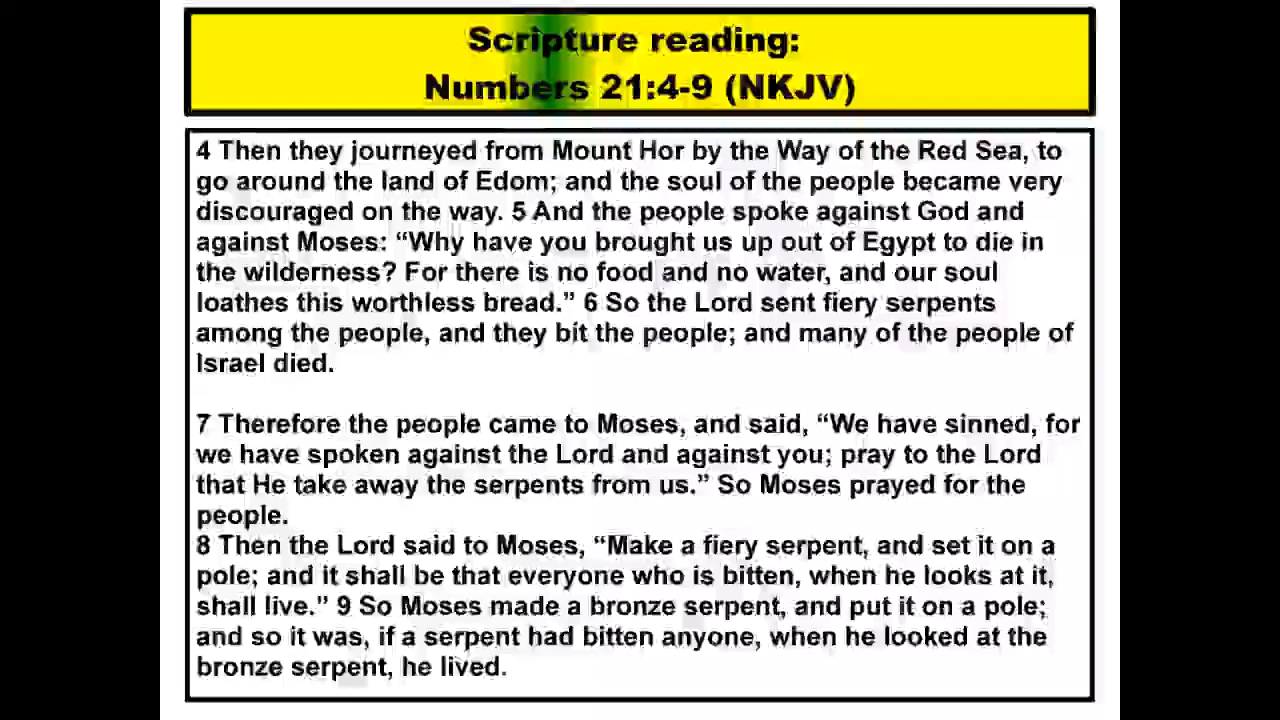 Scripture reading:
Numbers 21:4-9 (NKJV)
4 Then they journeyed from Mount Hor by the Way of the Red Sea, to
go around the land of Edom; and the soul of the people became very
discouraged on the way. 5 And the people spoke against God and
against Moses: “Why have you brought us up out of Egypt to die in
the wilderness? For there is no food and no water, and our soul
loathes this worthless bread.” 6 So the Lord sent fiery serpents
among the people, and they bit the people; and many of the people of
Israel died.
7 Therefore the people came to Moses, and said, “We have sinned, for
we have spoken against the Lord and against you; pray to the Lord
that He take away the serpents from us.” So Moses prayed for the
people.
8 Then the Lord said to Moses, “Make a fiery serpent, and set it on a
pole; and it shall be that everyone who is bitten, when he looks at it,
shall live.” 9 So Moses made a bronze serpent, and put it on a pole;
and so it was, if a serpent had bitten anyone, when he looked at the
bronze serpent, he lived.